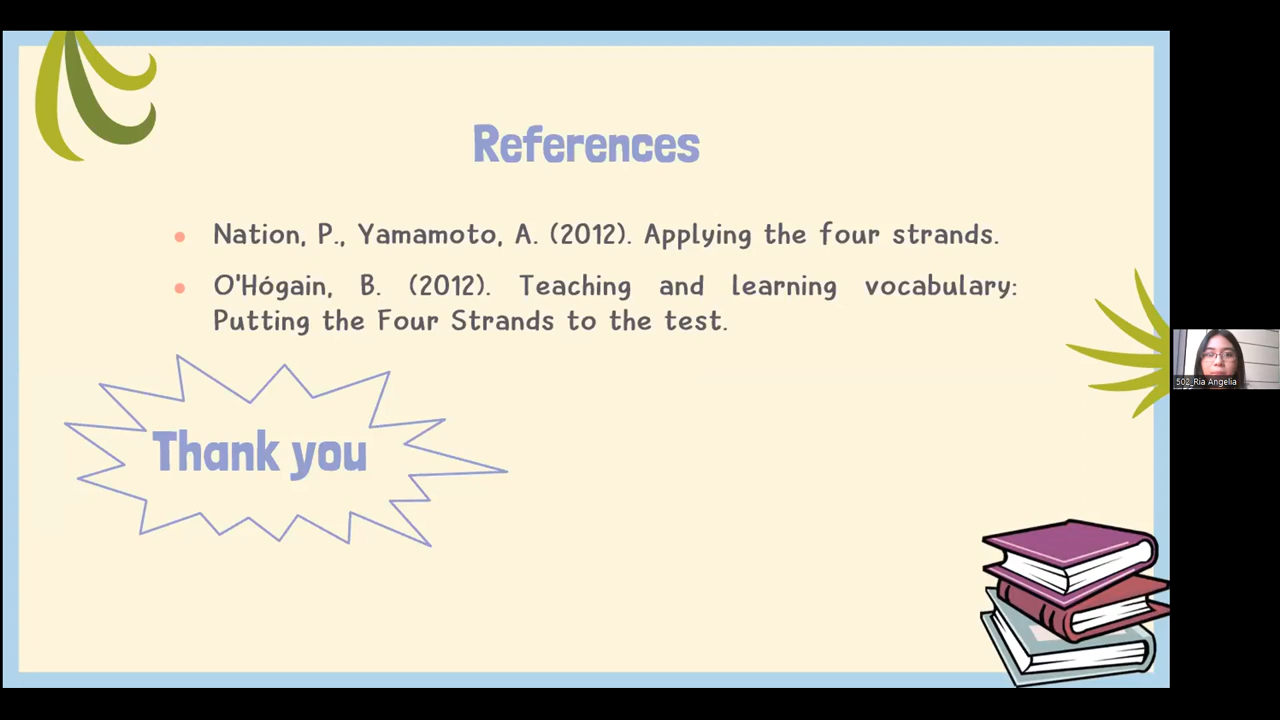 References
Nation, P., Yamamoto, A. (2012). Applying the four strands.
O'Hógain, B. (2012). Teaching and learning vocabulary:
Putting the Four Strands to the test.
Thank you
502_Ria Angelia